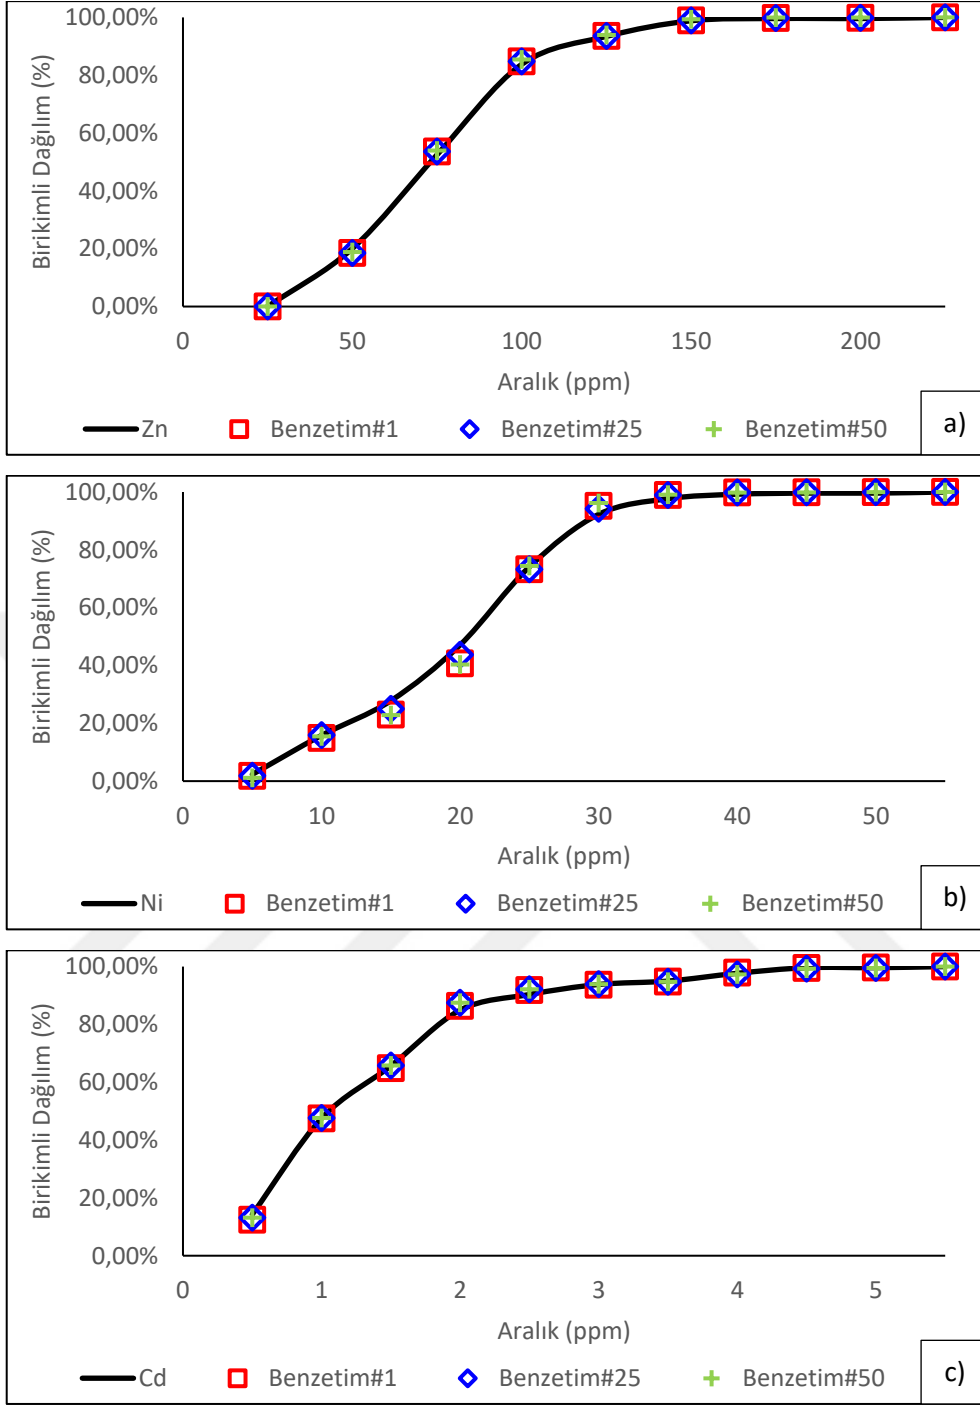 100,00%
80,00%
60,00%
40,00%
20,00%
0,00%
Birikimli Dağılım (%)
0 50 100 150 200
Aralık (ppm)
Zn Benzetim#1 Benzetim#25 Benzetim#50
a)
100,00%
80,00%
60,00%
40,00%
20,00%
0,00%
Birikimli Dağılım (%)
0 10 20 30 40 50
Aralık (ppm)
Ni Benzetim#1 Benzetim#25 Benzetim#50
b)
100,00%
80,00%
60,00%
40,00%
20,00%
0,00%
Birikimli Dağılım (%)
0 1 2 3 4 5
Aralık (ppm)
Cd Benzetim#1 Benzetim#25 Benzetim#50
c)